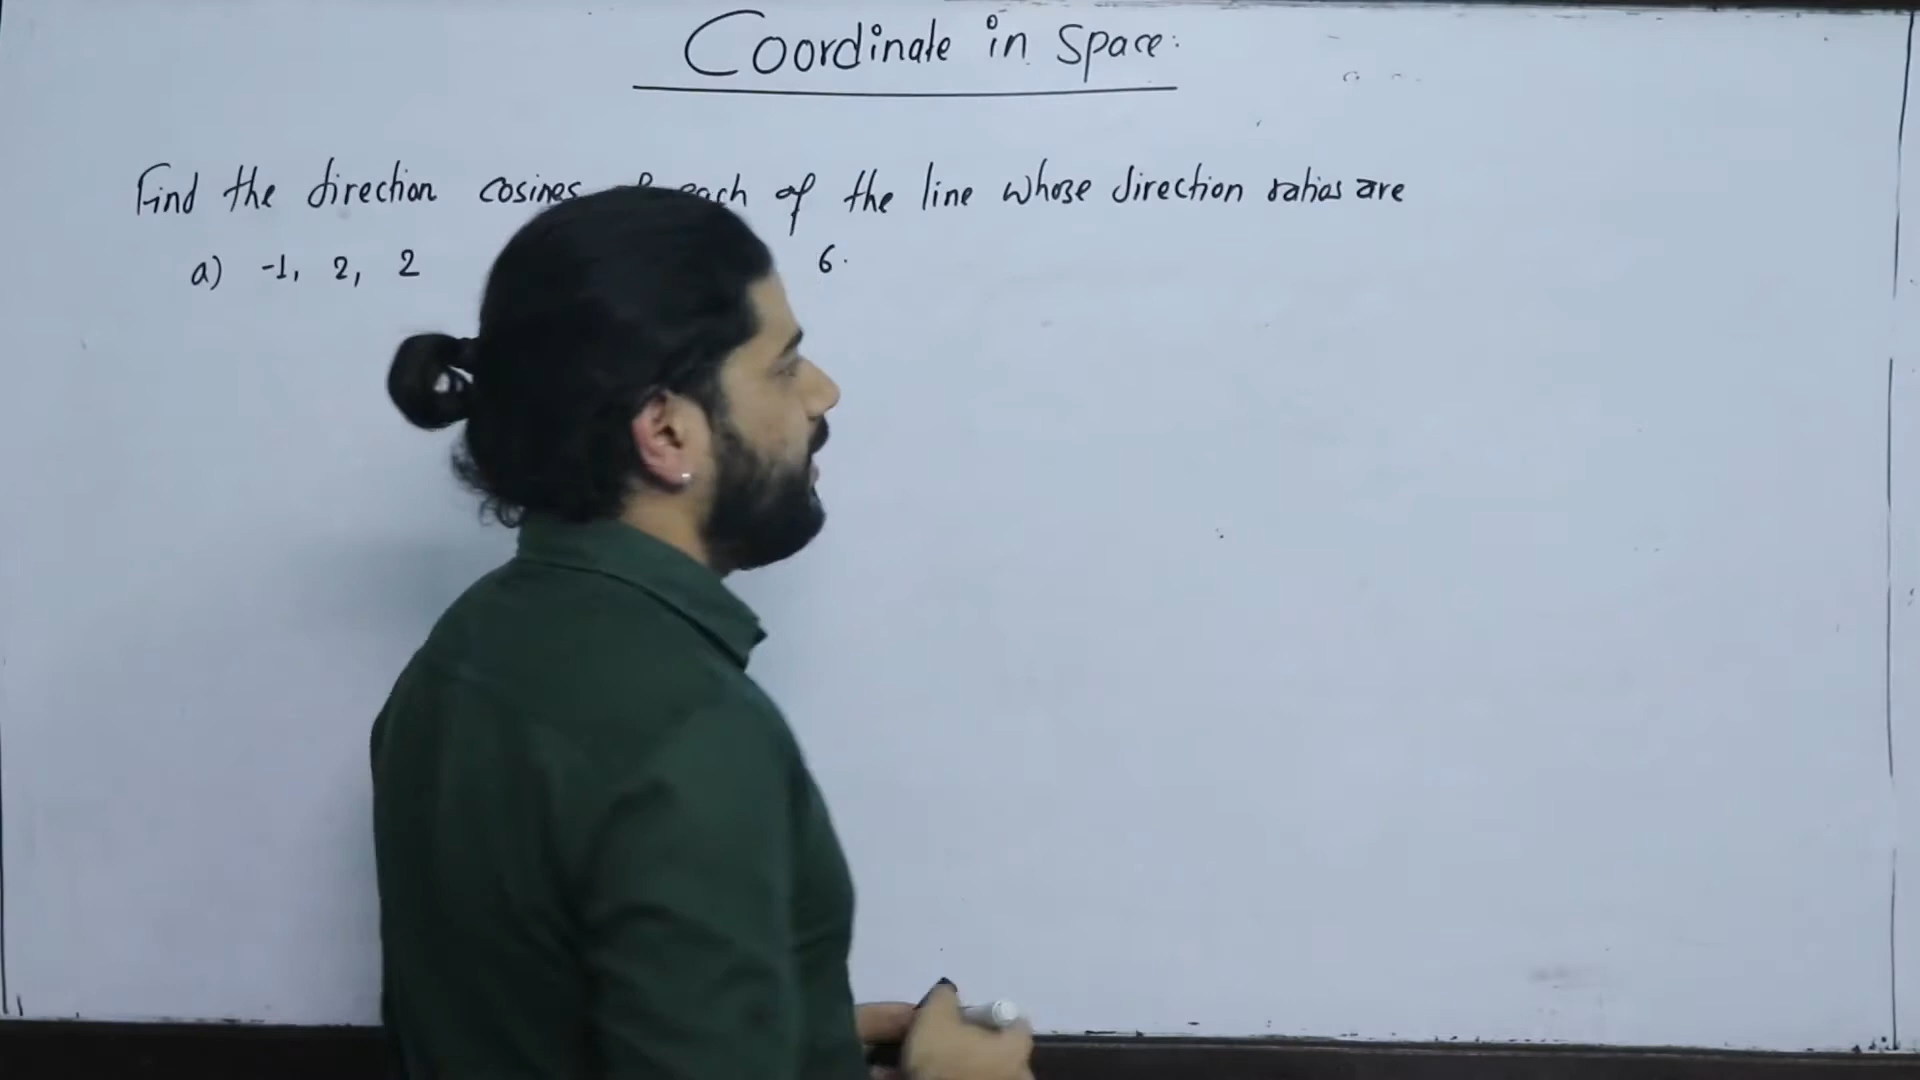 Coordinate in Space:
Find the direction cosines each of the line whose direction ratios are
a) -1, 2, 2 6.